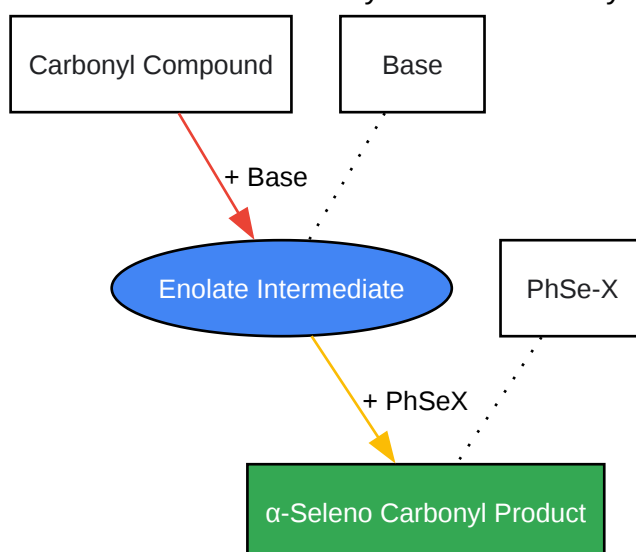 Carbonyl Compound
Base
+ Base
Enolate Intermediate
PhSe-X
+ PhSeX
α-Seleno Carbonyl Product